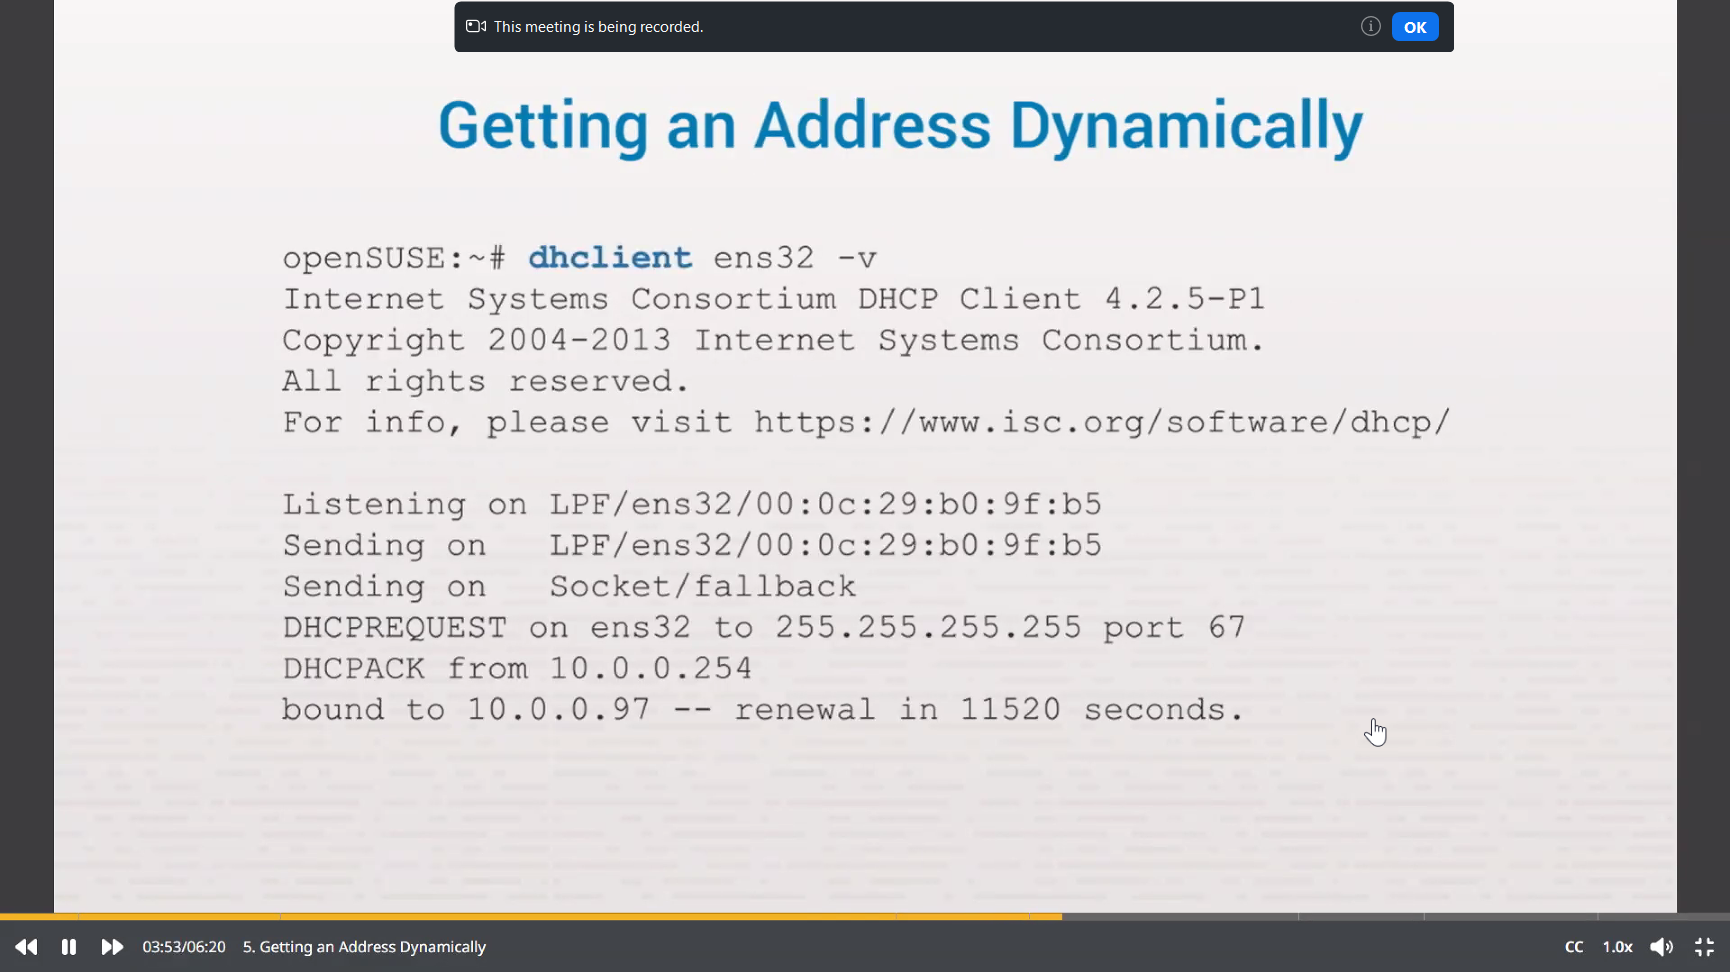 This meeting is being recorded.
OK
Getting an Address Dynamically
openSUSE:~# dhclient ens32 -v
Internet Systems Consortium DHCP Client 4.2.5-P1
Copyright 2004-2013 Internet Systems Consortium.
All rights reserved.
For info, please visit https://www.isc.org/software/dhcp/
Listening on LPF/ens32/00:0c:29:b0:9f:b5
Sending on   LPF/ens32/00:0c:29:b0:9f:b5
Sending on   Socket/fallback
DHCPREQUEST on ens32 to 255.255.255.255 port 67
DHCPACK from 10.0.0.254
bound to 10.0.0.97 -- renewal in 11520 seconds.
03:53/06:20 5. Getting an Address Dynamically CC 1.0x